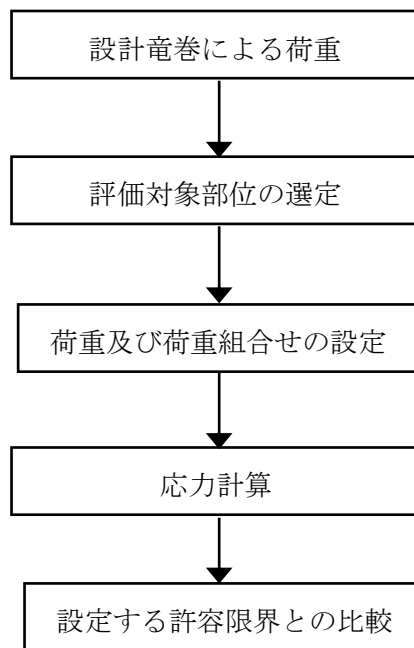 設計竜巻による荷重
評価対象部位の選定
荷重及び荷重組合せの設定
応力計算
設定する許容限界との比較